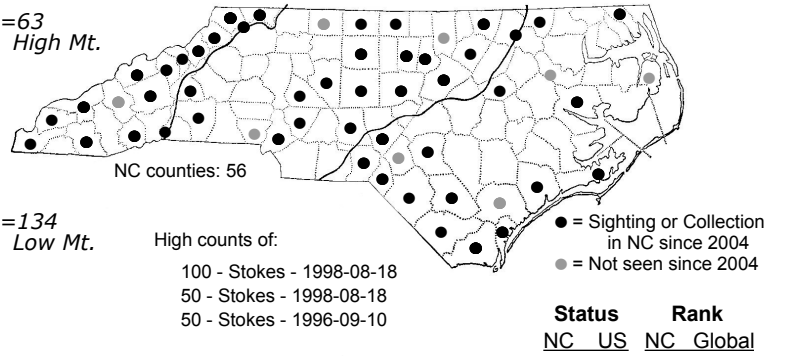 =63
High Mt.
NC counties: 56
=134
Low Mt.
High counts of:
100 - Stokes - 1998-08-18
50 - Stokes - 1998-08-18
50 - Stokes - 1996-09-10
= Sighting or Collection
in NC since 2004
= Not seen since 2004
Status Rank
NC US NC Global